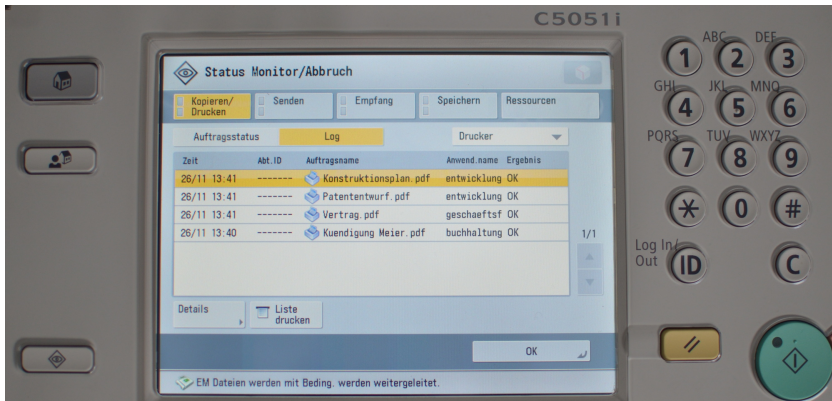 C5051i
Status Monitor/Abbruch
Kopieren/
Drucken
Senden
Empfang
Speichern
Ressourcen
Auftragsstatus
Log
Drucker
Zeit Abt.ID Auftragsname Anwend.name Ergebnis
26/11 13:41 ------- Konstruktionsplan.pdf entwicklung OK
26/11 13:41 ------- Patententwurf.pdf entwicklung OK
26/11 13:41 ------- Vertrag.pdf geschaeftsf OK
26/11 13:40 ------- Kuendigung Meier.pdf buchhaltung OK
1/1
Details
Liste
drucken
OK
EM Dateien werden mit Beding. werden weitergeleitet.
ABC DEF
1 2 3
GHI JKL MNO
4 5 6
PQRS TUV WXYZ
7 8 9
* 0 #
Log In/
Out
ID
C